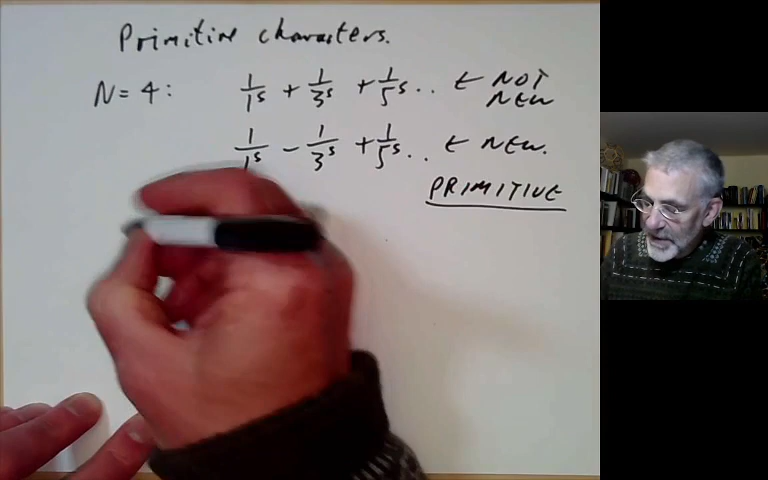 Primitive characters.
N = 4: 1/1^s + 1/3^s + 1/5^s .. ← NOT NEW
1/1^s - 1/3^s + 1/5^s .. ← NEW.
PRIMITIVE